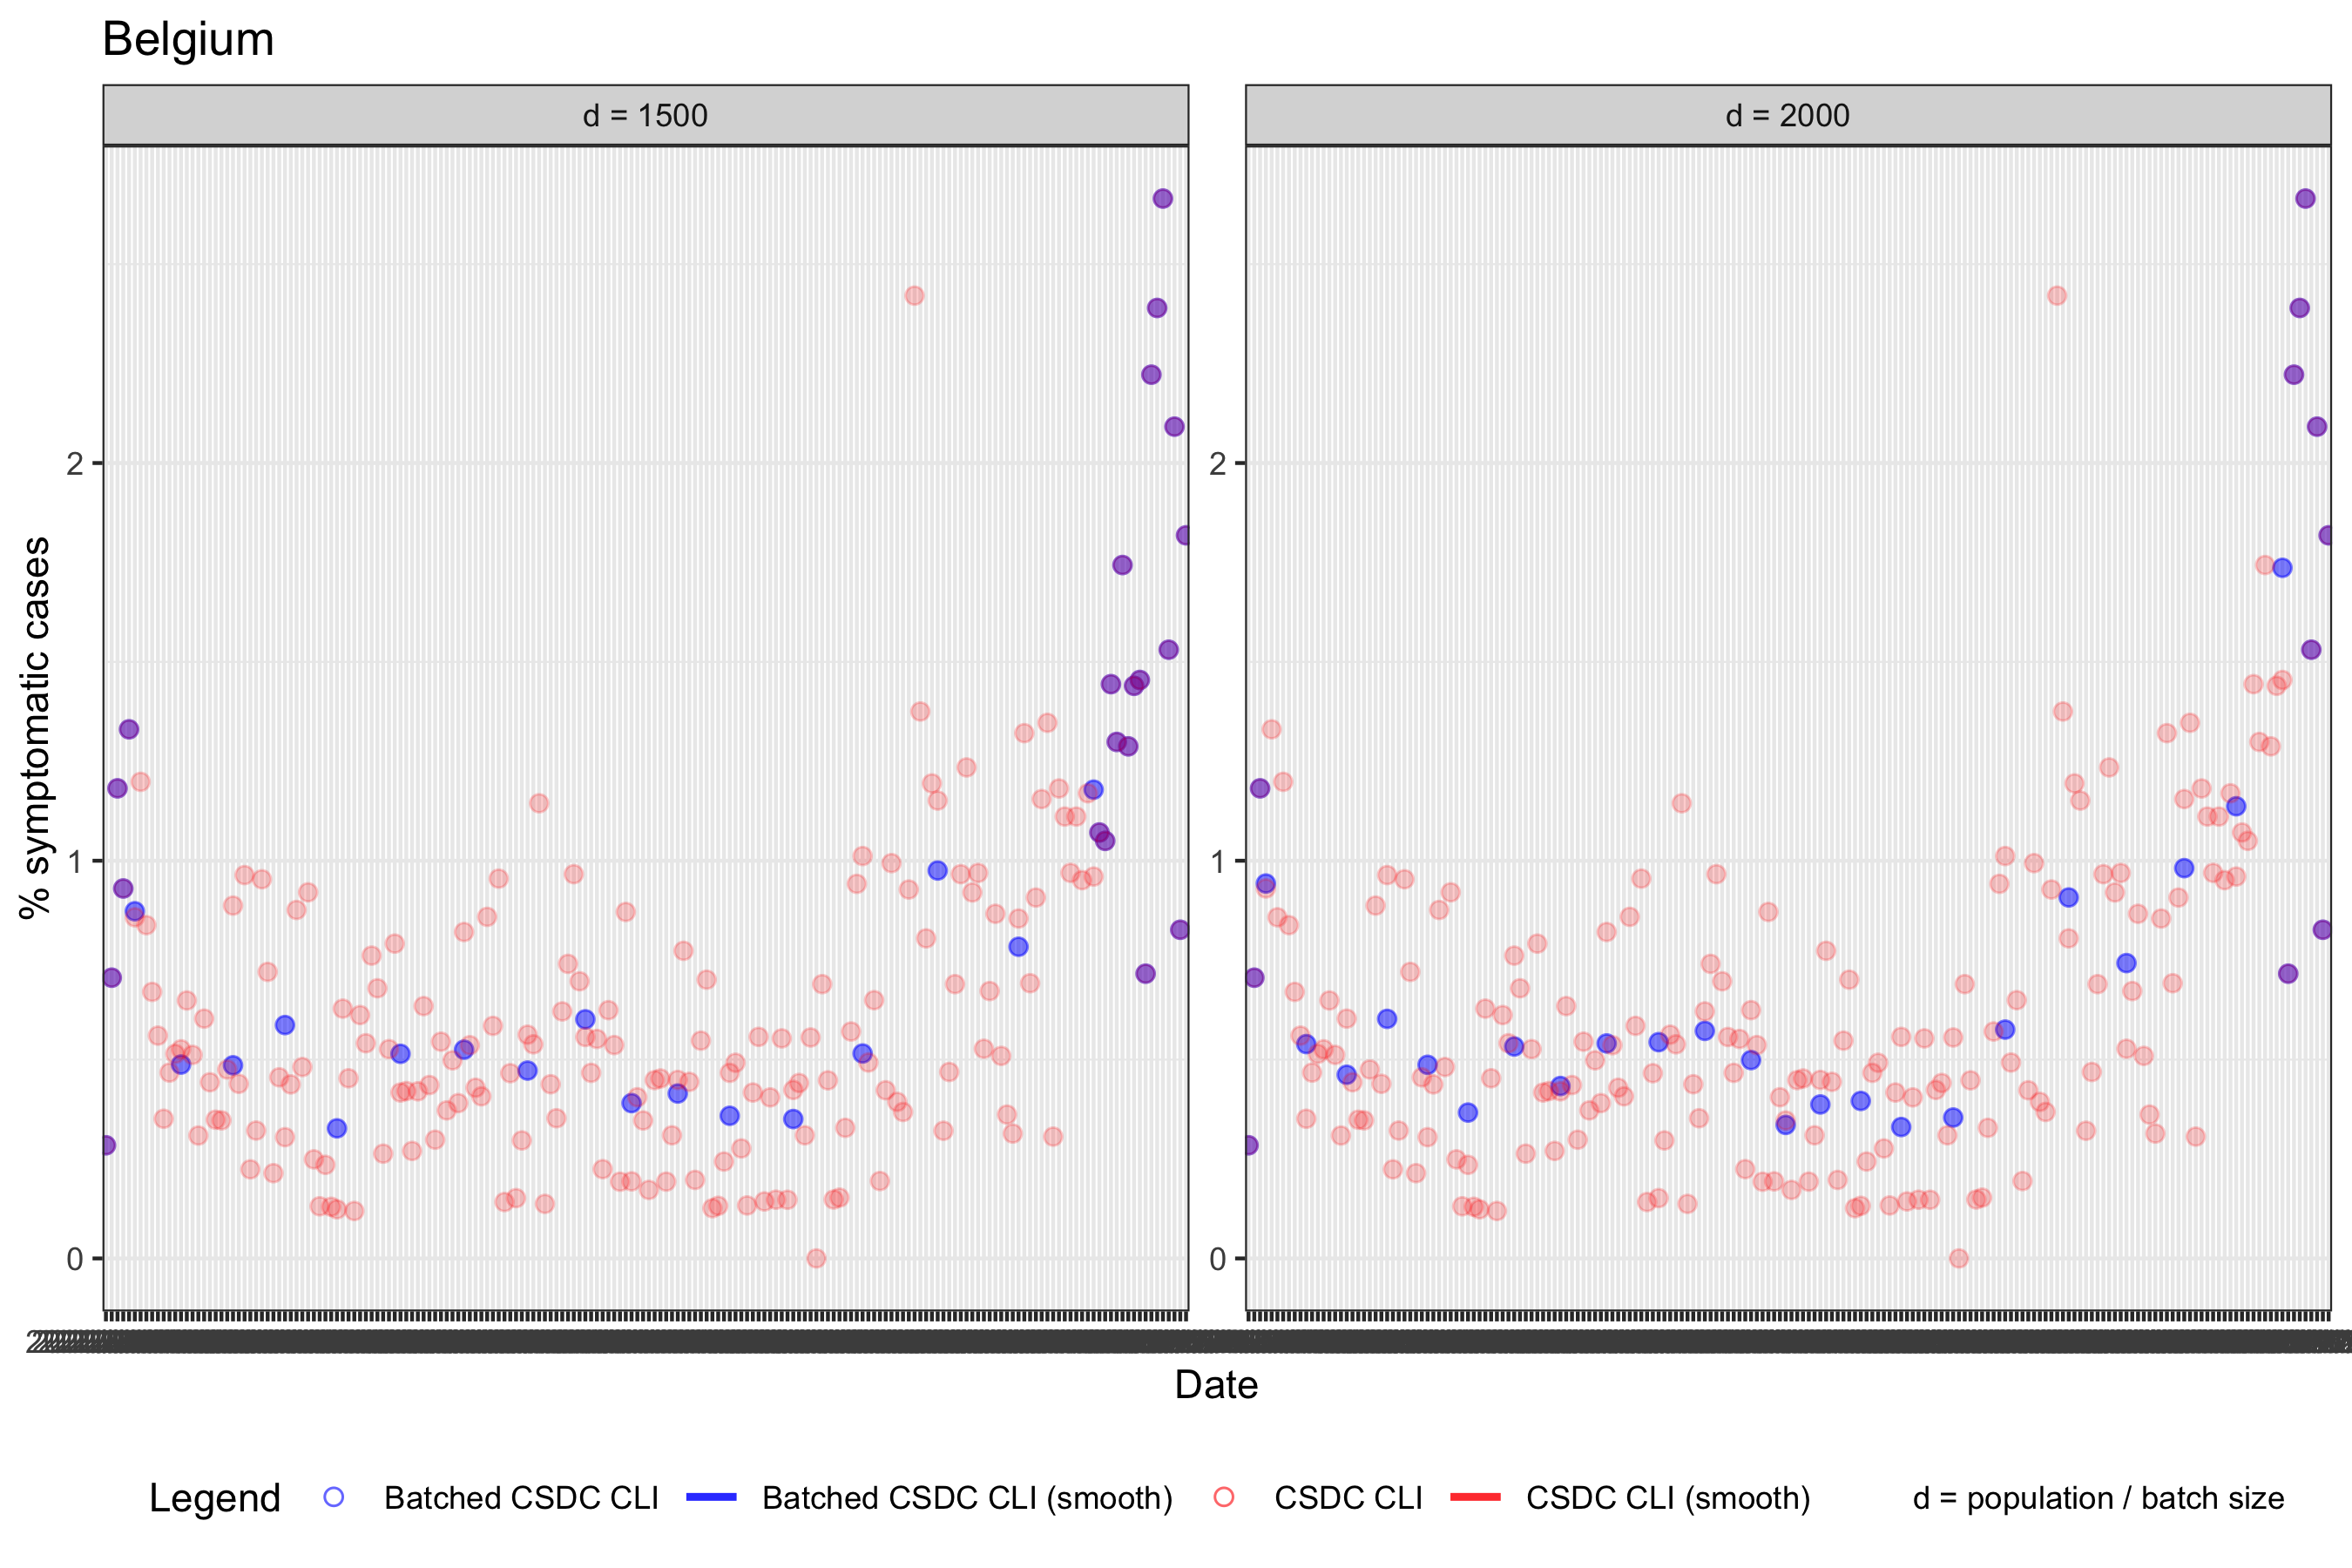 Belgium
d = 1500
d = 2000
% symptomatic cases
2
1
0
2
1
0
Date
Legend
Batched CSDC CLI
Batched CSDC CLI (smooth)
CSDC CLI
CSDC CLI (smooth)
d = population / batch size